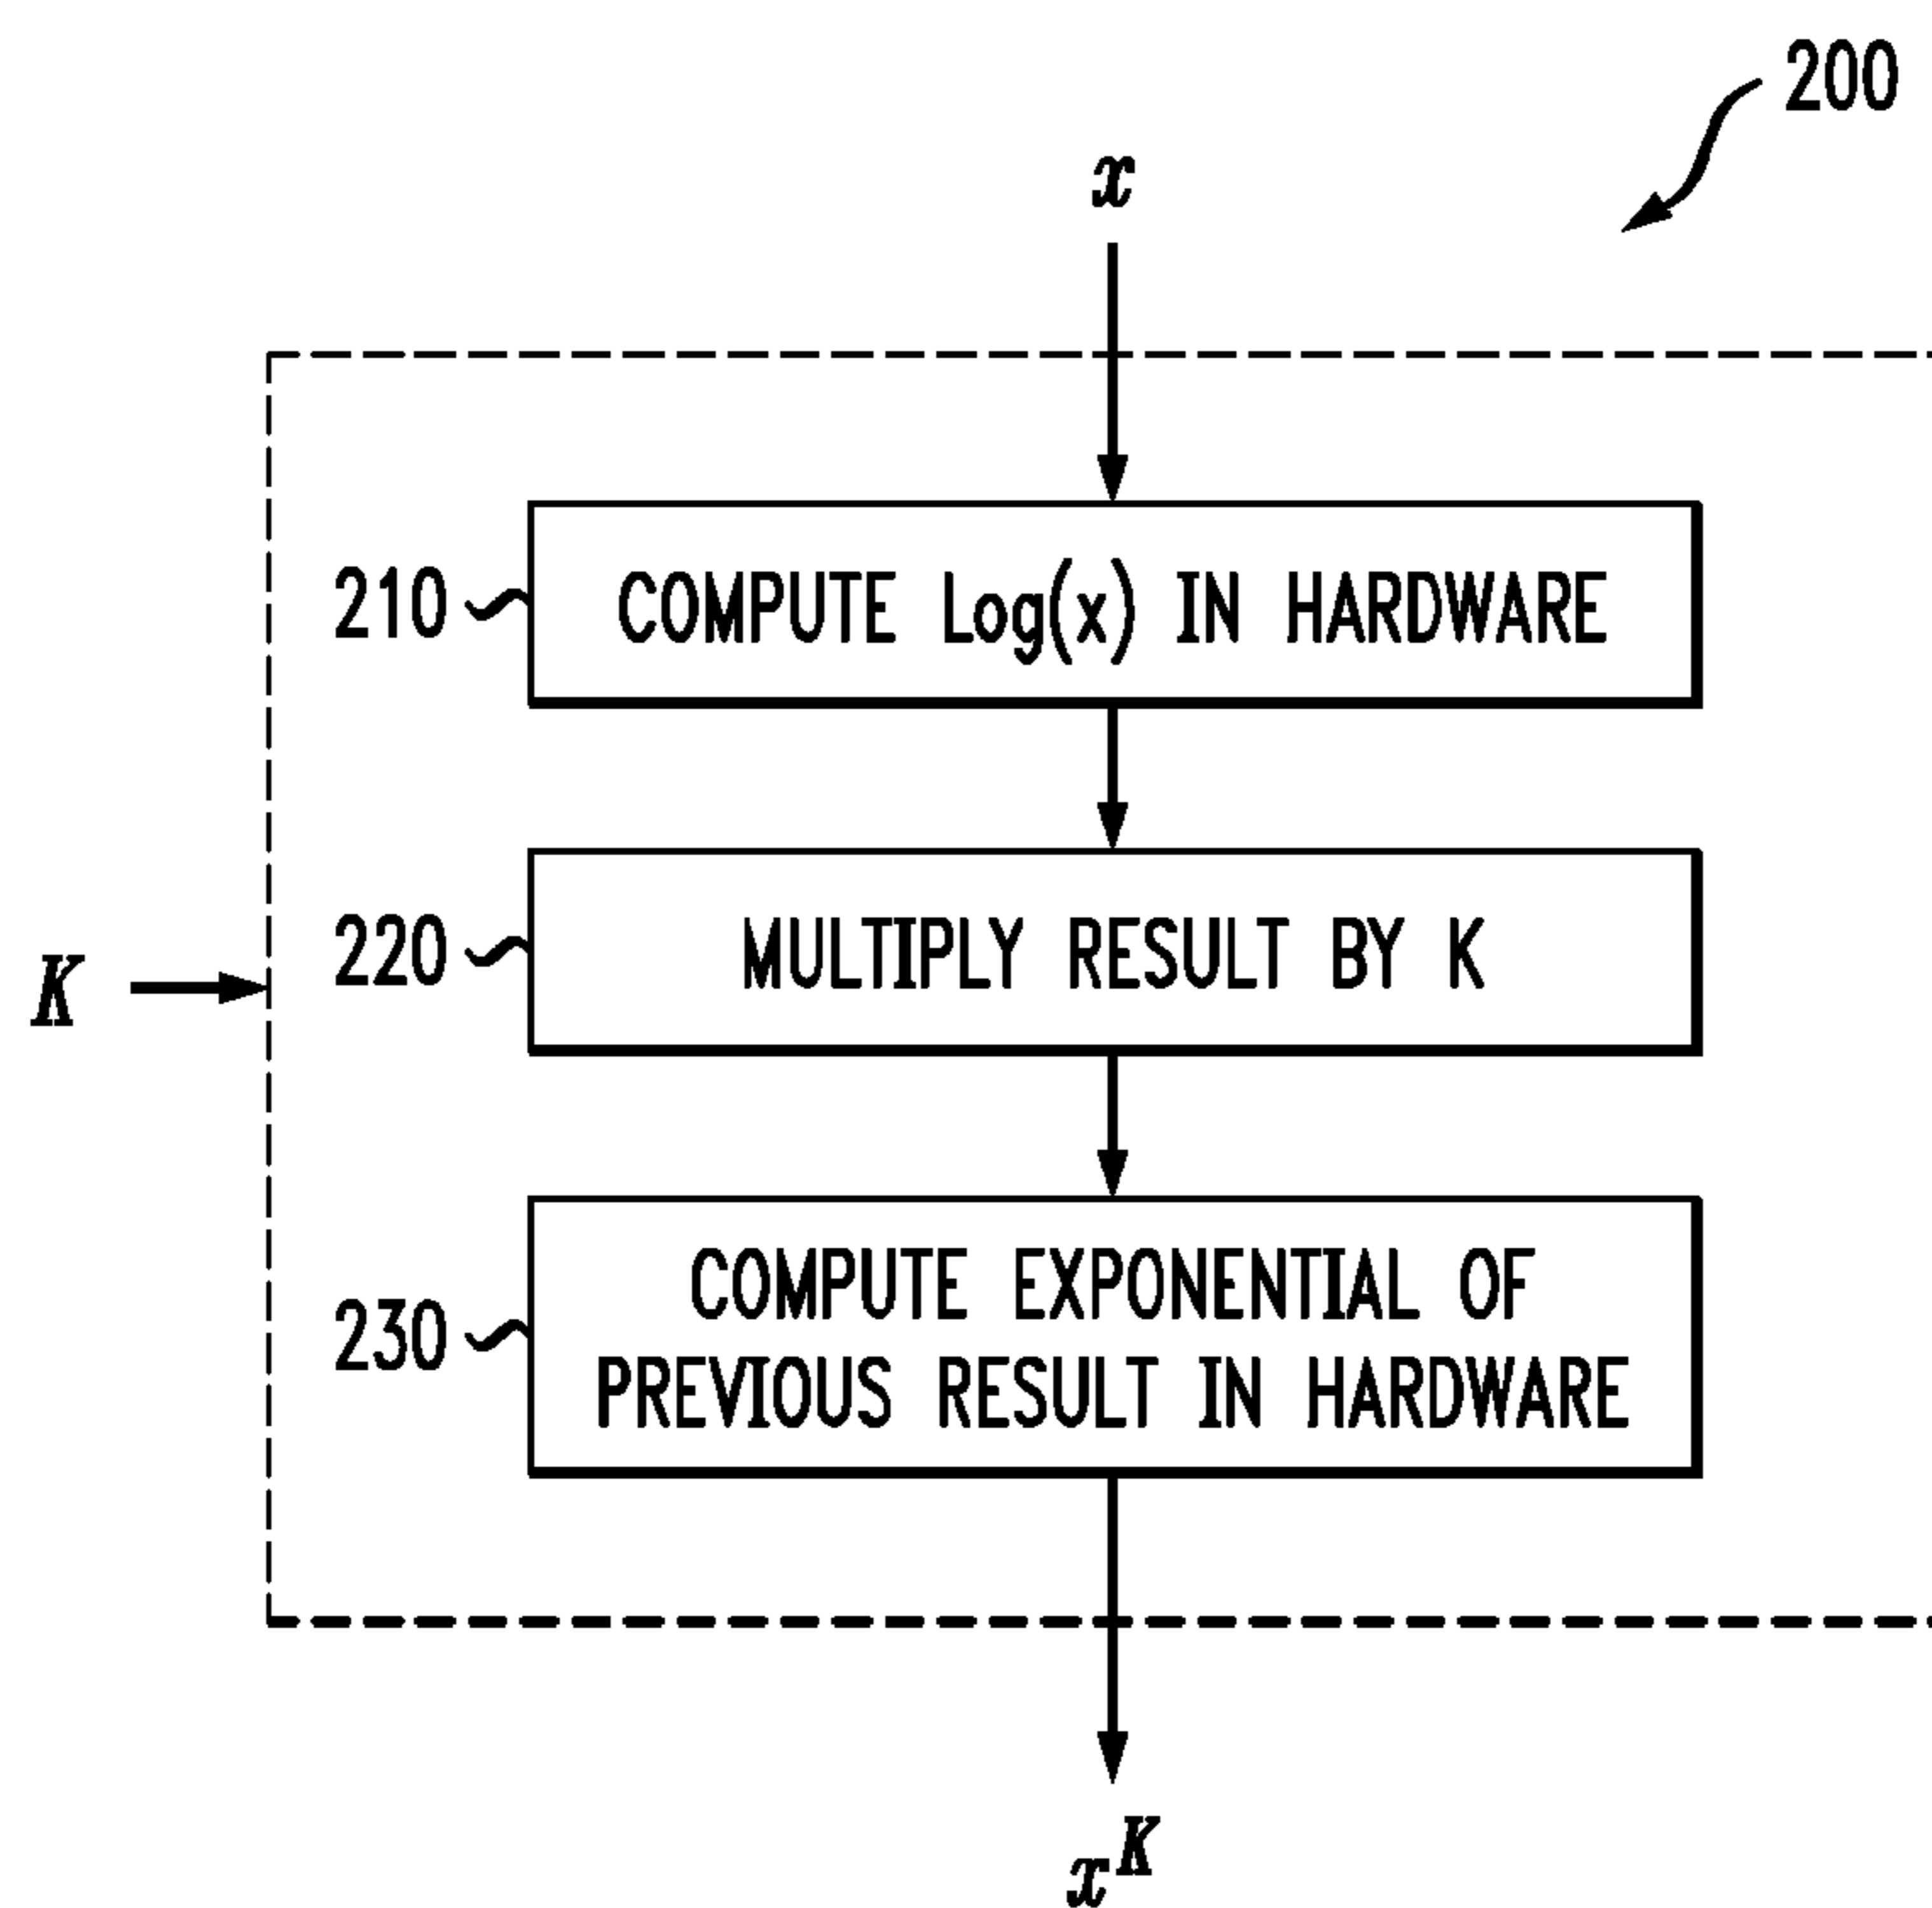 200
x
210
COMPUTE Log(x) IN HARDWARE
220
MULTIPLY RESULT BY K
K
230
COMPUTE EXPONENTIAL OF
PREVIOUS RESULT IN HARDWARE
x^K